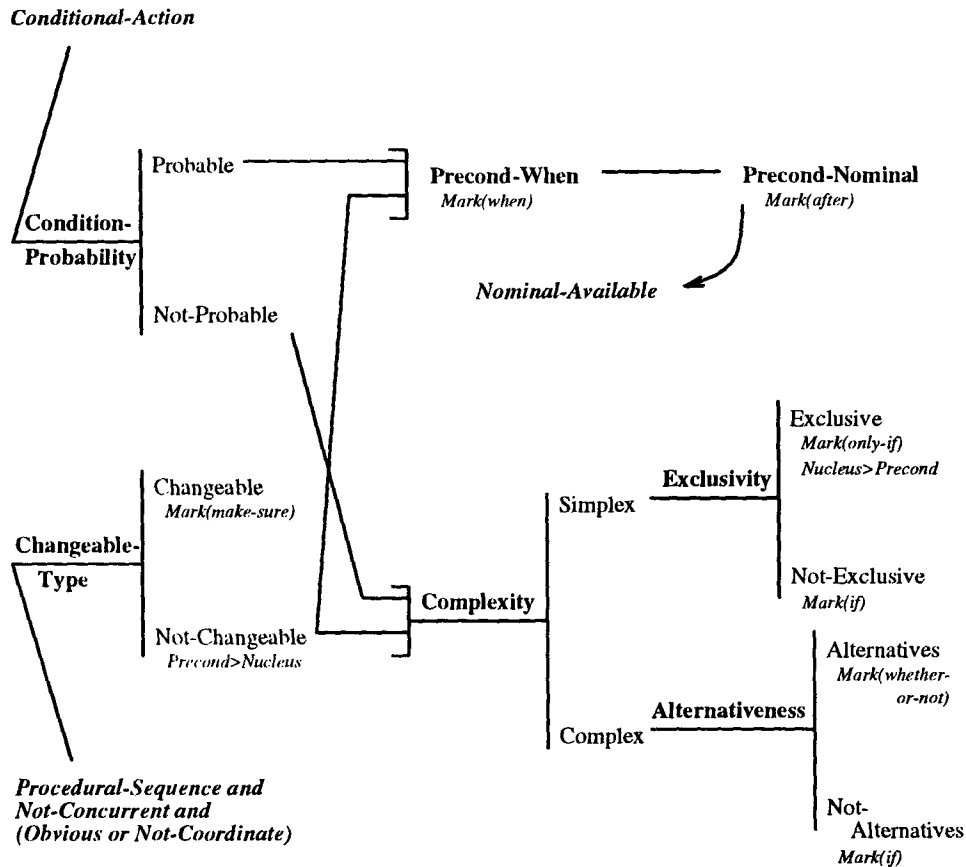 Conditional-Action
Probable
Precond-When
Mark(when)
Precond-Nominal
Mark(after)
Condition-
Probability
Nominal-Available
Not-Probable
Exclusive
Mark(only-if)
Nucleus>Precond
Changeable
Mark(make-sure)
Exclusivity
Simplex
Changeable-
Type
Not-Exclusive
Mark(if)
Complexity
Not-Changeable
Precond>Nucleus
Alternatives
Mark(whether-
or-not)
Alternativeness
Complex
Procedural-Sequence and
Not-Concurrent and
(Obvious or Not-Coordinate)
Not-
Alternatives
Mark(if)